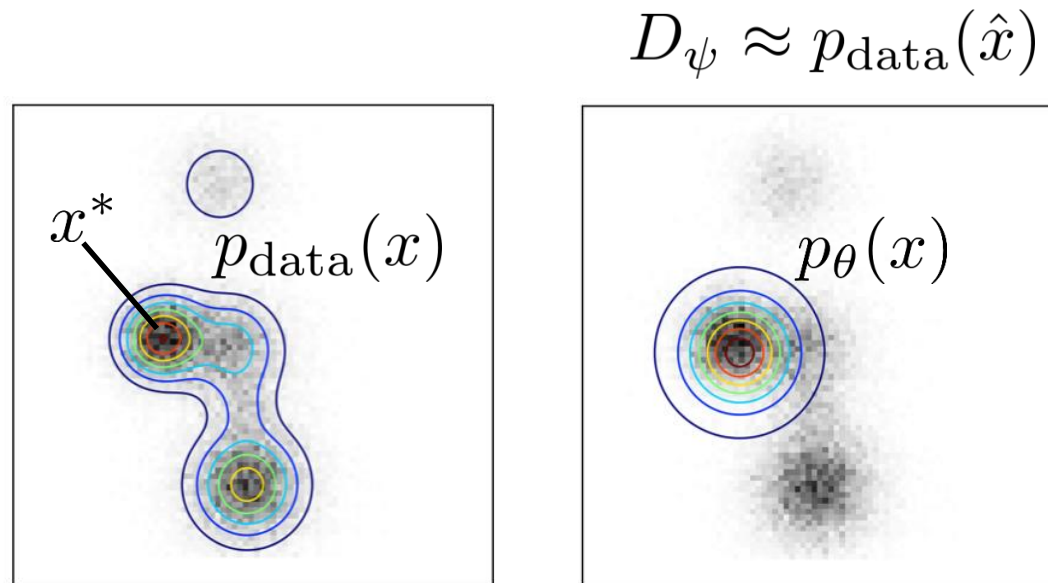 D_ψ ≈ p_data(x̂)
x*
p_data(x)
p_θ(x)